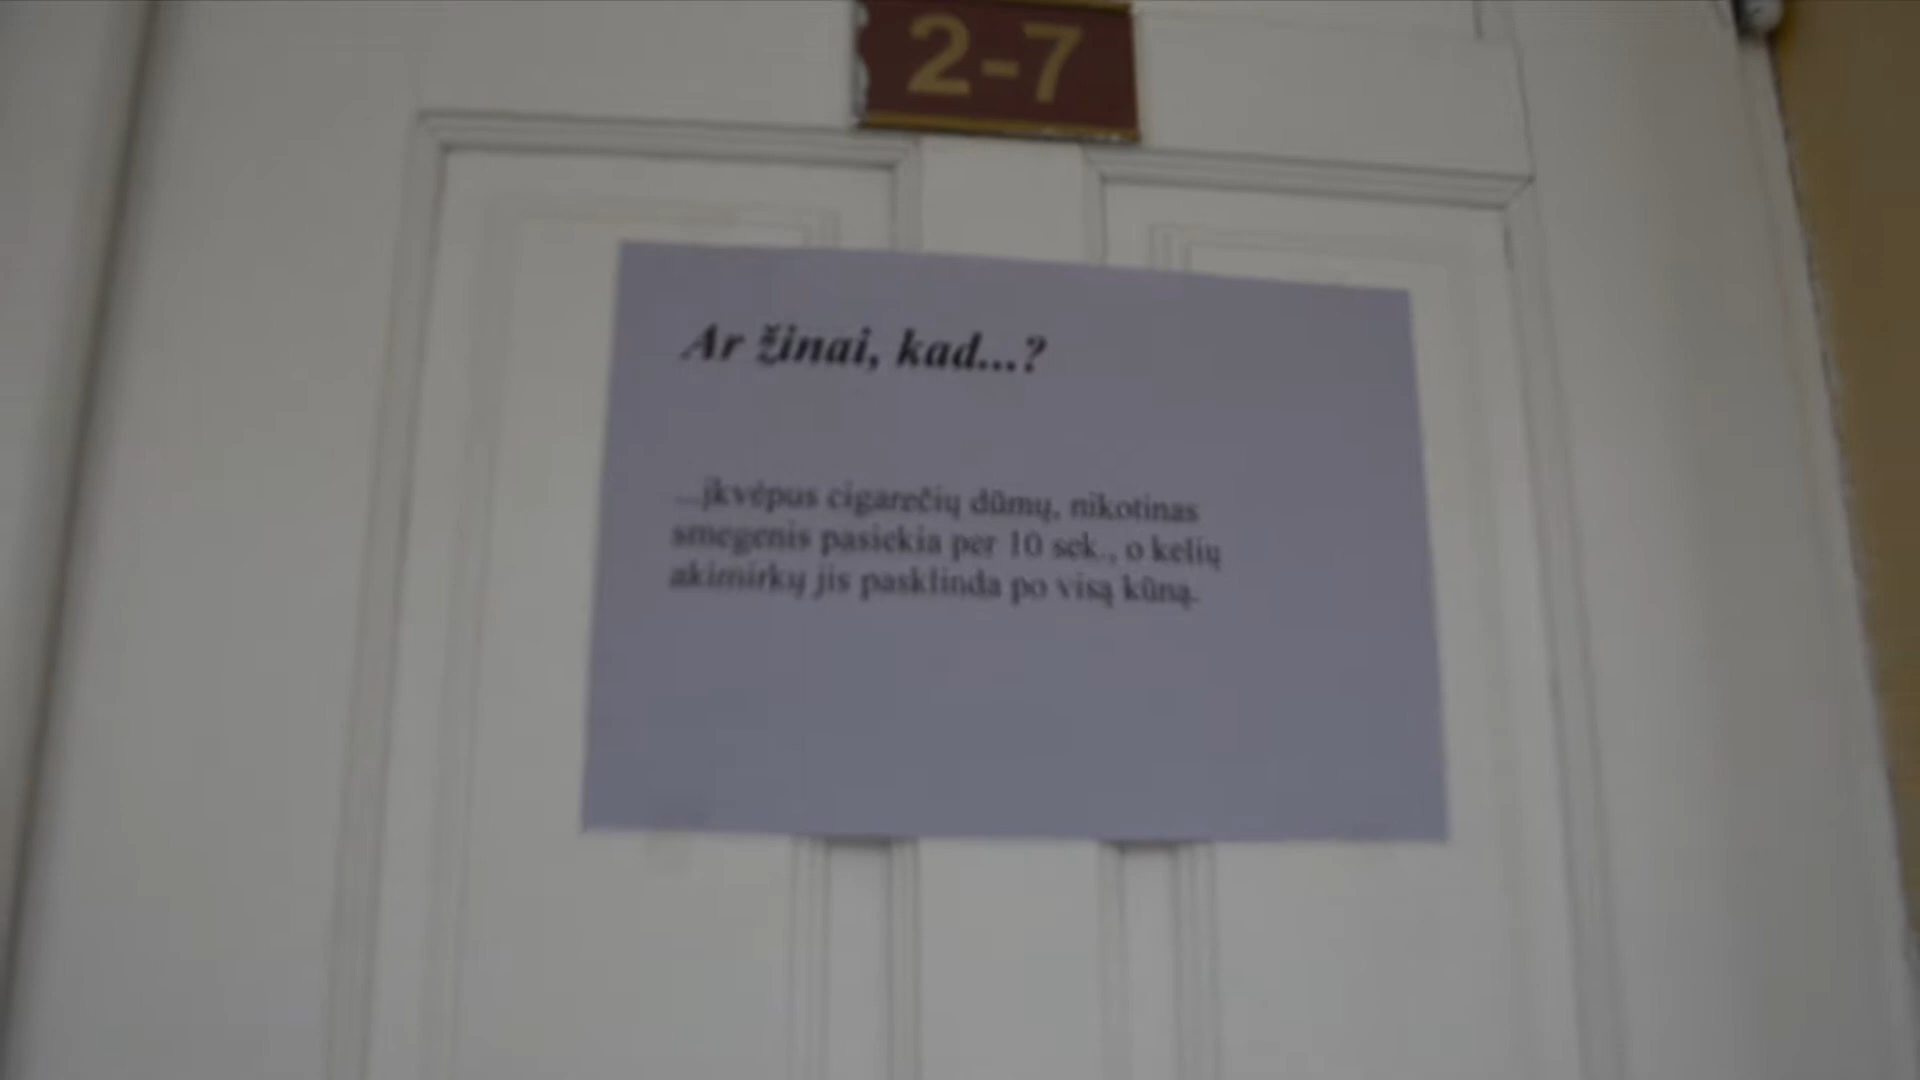 2-7
Ar žinai, kad...?
...įkvėpus cigarečių dūmų, nikotinas
smegenis pasiekia per 10 sek., o kelių
akimirkų jis pasklinda po visą kūną.